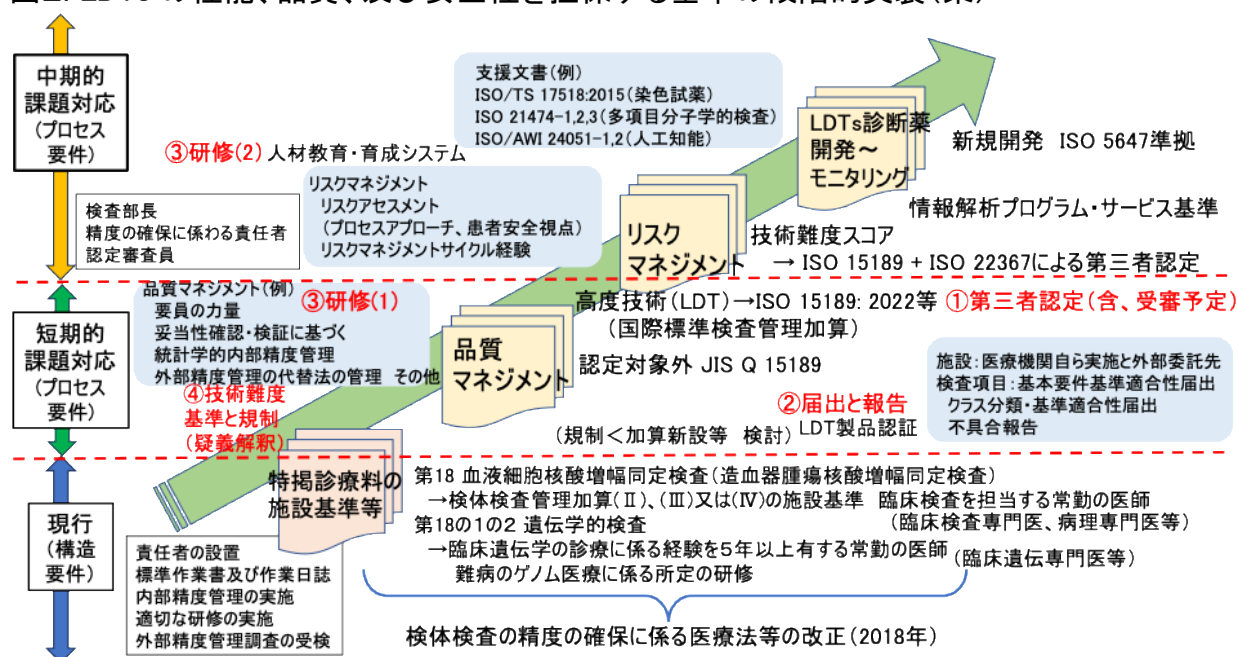 中期的
課題対応
(プロセス
要件)
支援文書(例)
ISO/TS 17518:2015(染色試薬)
ISO 21474-1,2,3(多項目分子学的検査)
ISO/AWI 24051-1,2(人工知能)
LDTs診断薬
開発～
モニタリング
新規開発 ISO 5647準拠
③研修(2) 人材教育・育成システム
検査部長
精度の確保に係わる責任者
認定審査員
リスクマネジメント
リスクアセスメント
(プロセスアプローチ、患者安全視点)
リスクマネジメントサイクル経験
リスク
マネジメント
情報解析プログラム・サービス基準
技術難度スコア
→ ISO 15189 + ISO 22367による第三者認定
短期的
課題対応
(プロセス
要件)
品質マネジメント(例)
要員の力量
妥当性確認・検証に基づく
統計学的内部精度管理
外部精度管理の代替法の管理 その他
③研修(1)
品質
マネジメント
高度技術(LDT)→ISO 15189: 2022等
(国際標準検査管理加算)
認定対象外 JIS Q 15189
①第三者認定(含、受審予定)
施設:医療機関自ら実施と外部委託先
検査項目:基本要件基準適合性届出
クラス分類・基準適合性届出
不具合報告
④技術難度
基準と規制
(疑義解釈)
②届出と報告
LDT製品認証
(規制<加算新設等 検討)
現行
(構造
要件)
特掲診療料の
施設基準等
第18 血液細胞核酸増幅同定検査(造血器腫瘍核酸増幅同定検査)
→検体検査管理加算(Ⅱ)、(Ⅲ)又は(Ⅳ)の施設基準 臨床検査を担当する常勤の医師
(臨床検査専門医、病理専門医等)
第18の1の2 遺伝学的検査
→臨床遺伝学の診療に係る経験を5年以上有する常勤の医師
(臨床遺伝専門医等)
難病のゲノム医療に係る所定の研修
責任者の設置
標準作業書及び作業日誌
内部精度管理の実施
適切な研修の実施
外部精度管理調査の受検
検体検査の精度の確保に係る医療法等の改正(2018年)